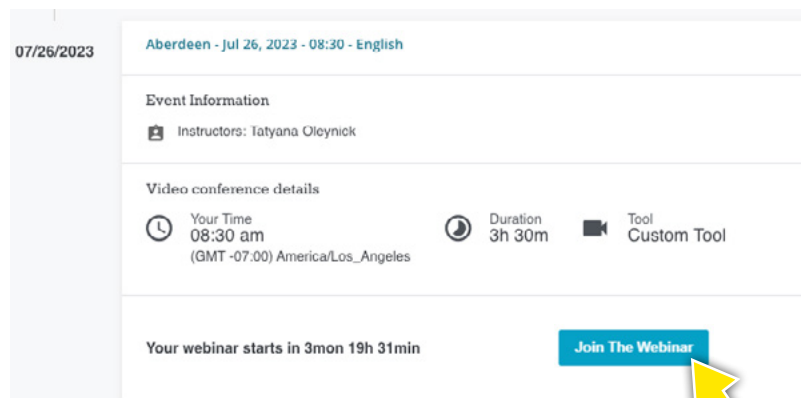 07/26/2023
Aberdeen - Jul 26, 2023 - 08:30 - English
Event Information
Instructors: Tatyana Oleynick
Video conference details
Your Time
08:30 am
(GMT -07:00) America/Los_Angeles
Duration
3h 30m
Tool
Custom Tool
Your webinar starts in 3mon 19h 31min
Join The Webinar